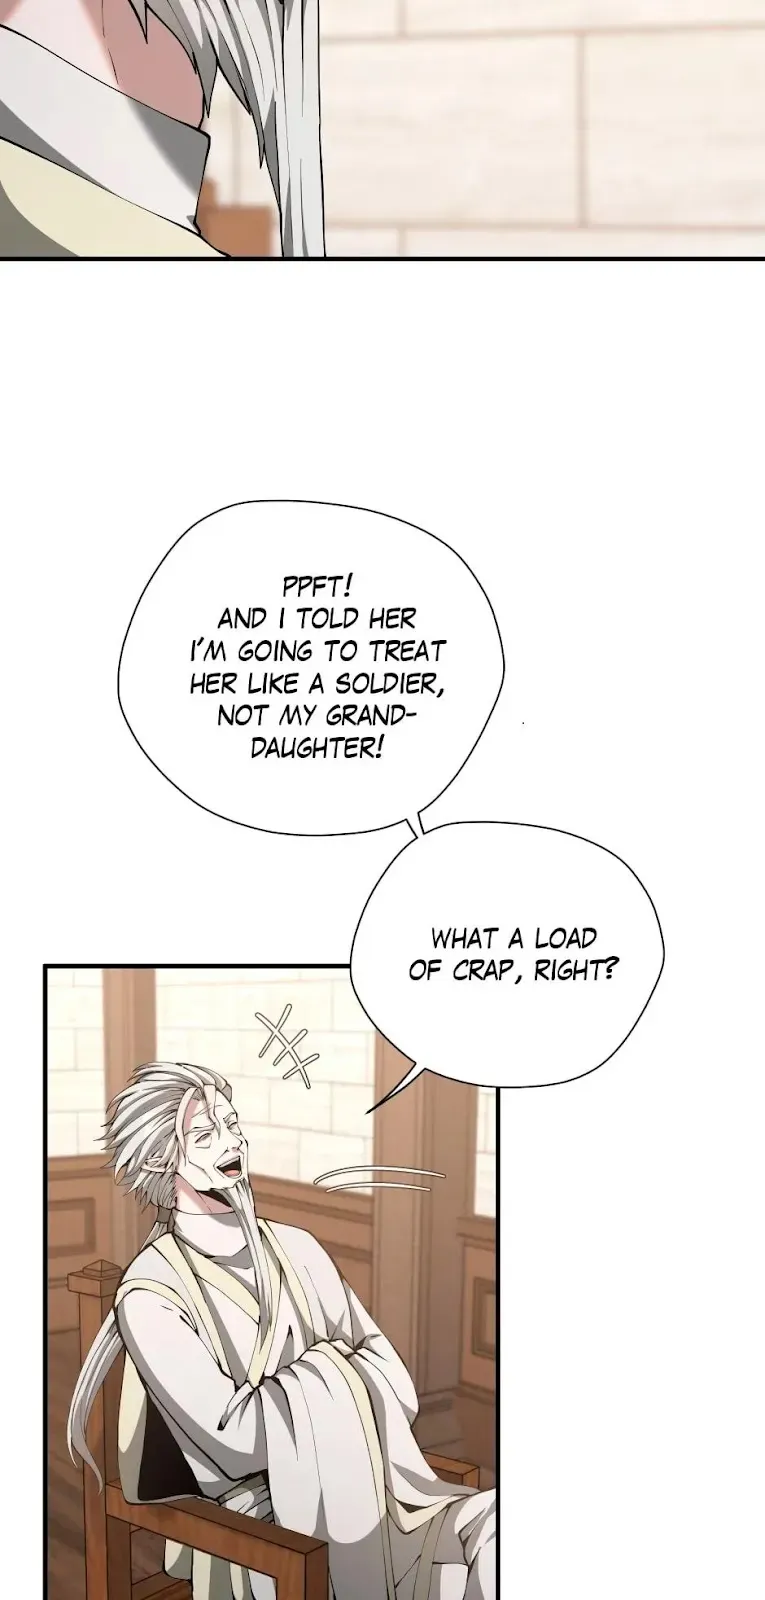 PPFT!
AND I TOLD HER
I'M GOING TO TREAT
HER LIKE A SOLDIER,
NOT MY GRAND-
DAUGHTER!
WHAT A LOAD
OF CRAP, RIGHT?